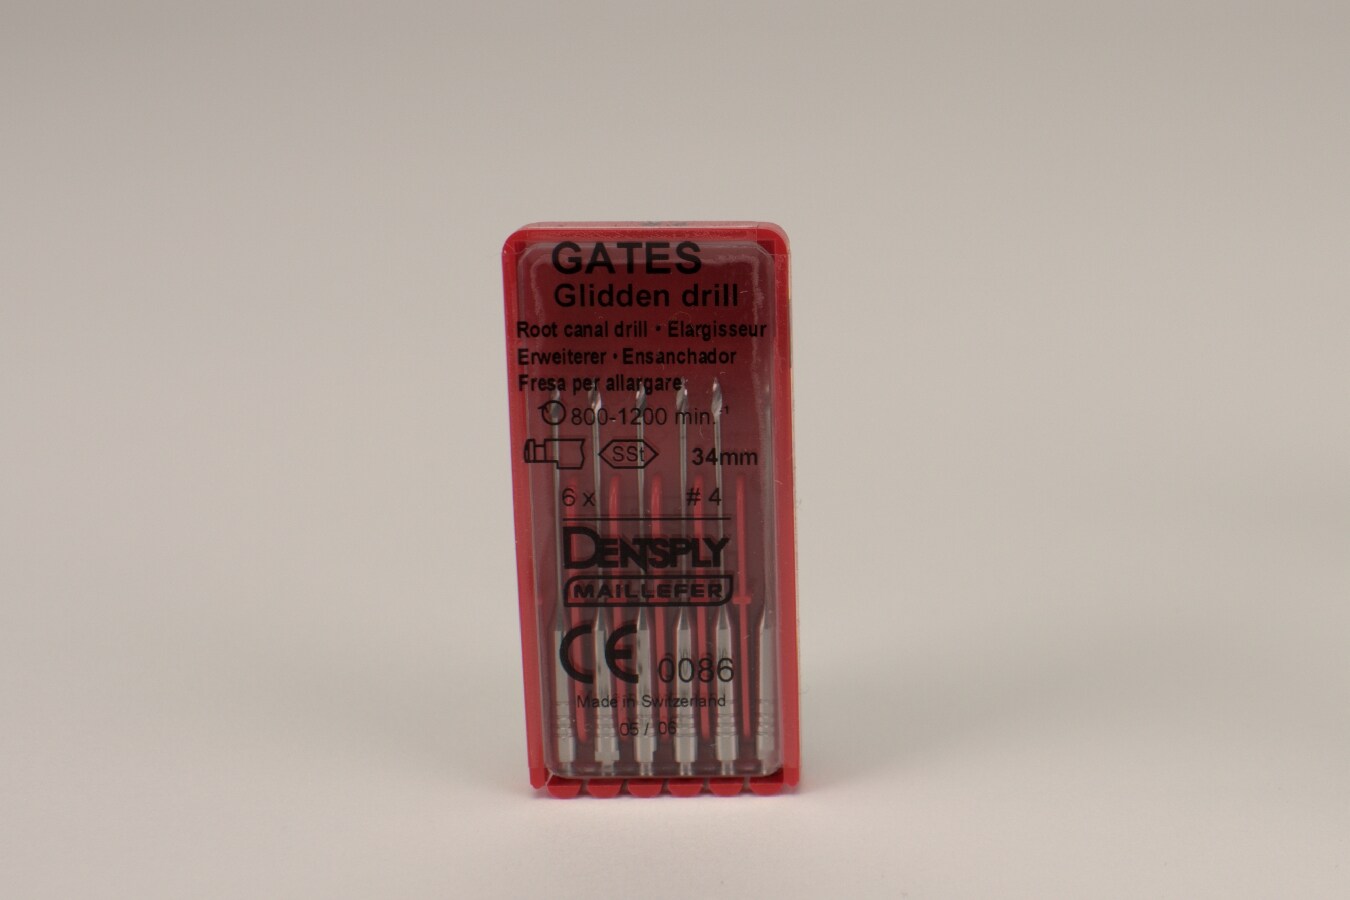 GATES
Glidden drill
Root canal drill • Elargisseur
Erweiterer • Ensanchador
Fresa per allargare
800-1200 min.⁻¹
SSt 34mm
6 x # 4
DENTSPLY
MAILLEFER
CE 0086
Made in Switzerland
05 / 06